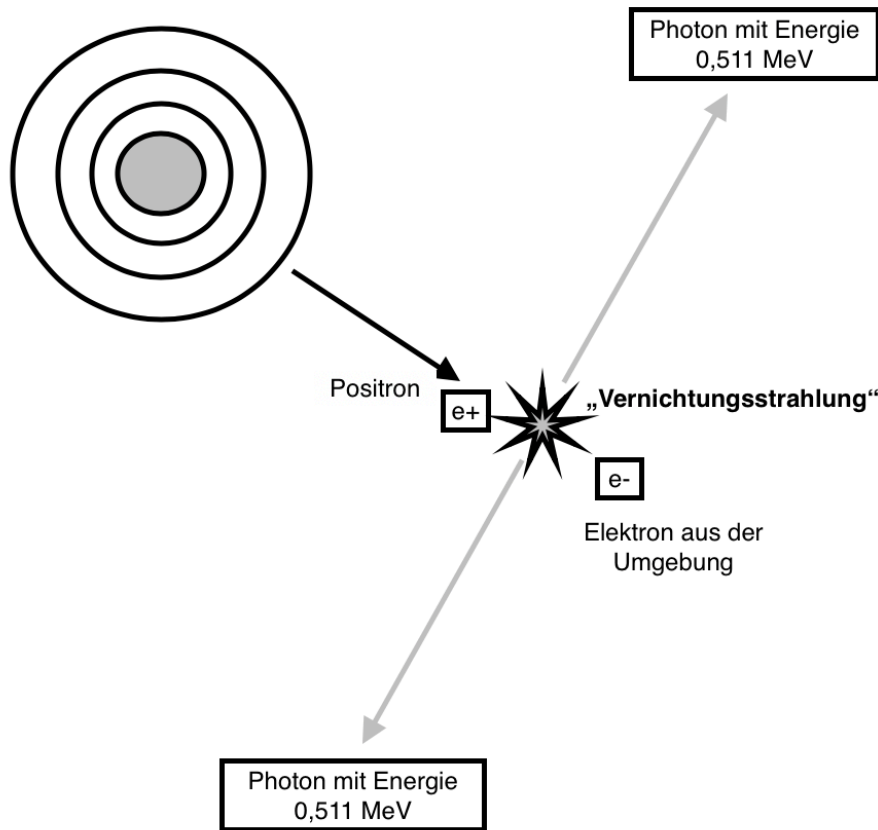 Photon mit Energie
0,511 MeV
Positron
e+
„Vernichtungsstrahlung“
e-
Elektron aus der
Umgebung
Photon mit Energie
0,511 MeV